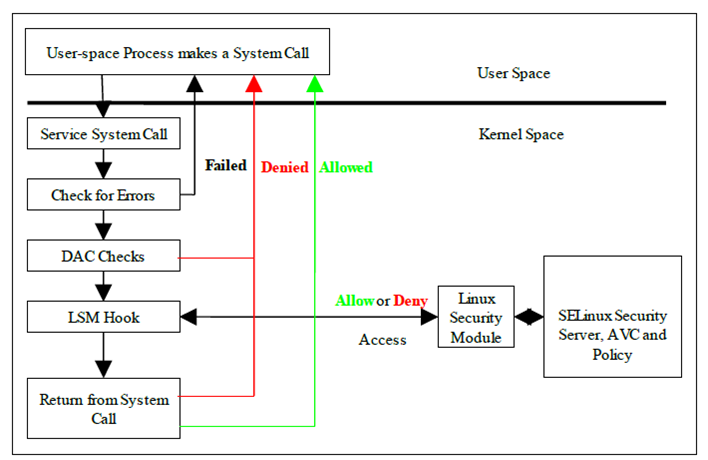 User-space Process makes a System Call
User Space
Service System Call
Kernel Space
Failed Denied Allowed
Check for Errors
DAC Checks
LSM Hook
Allow or Deny
Access
Linux
Security
Module
SELinux Security
Server, AVC and
Policy
Return from System
Call